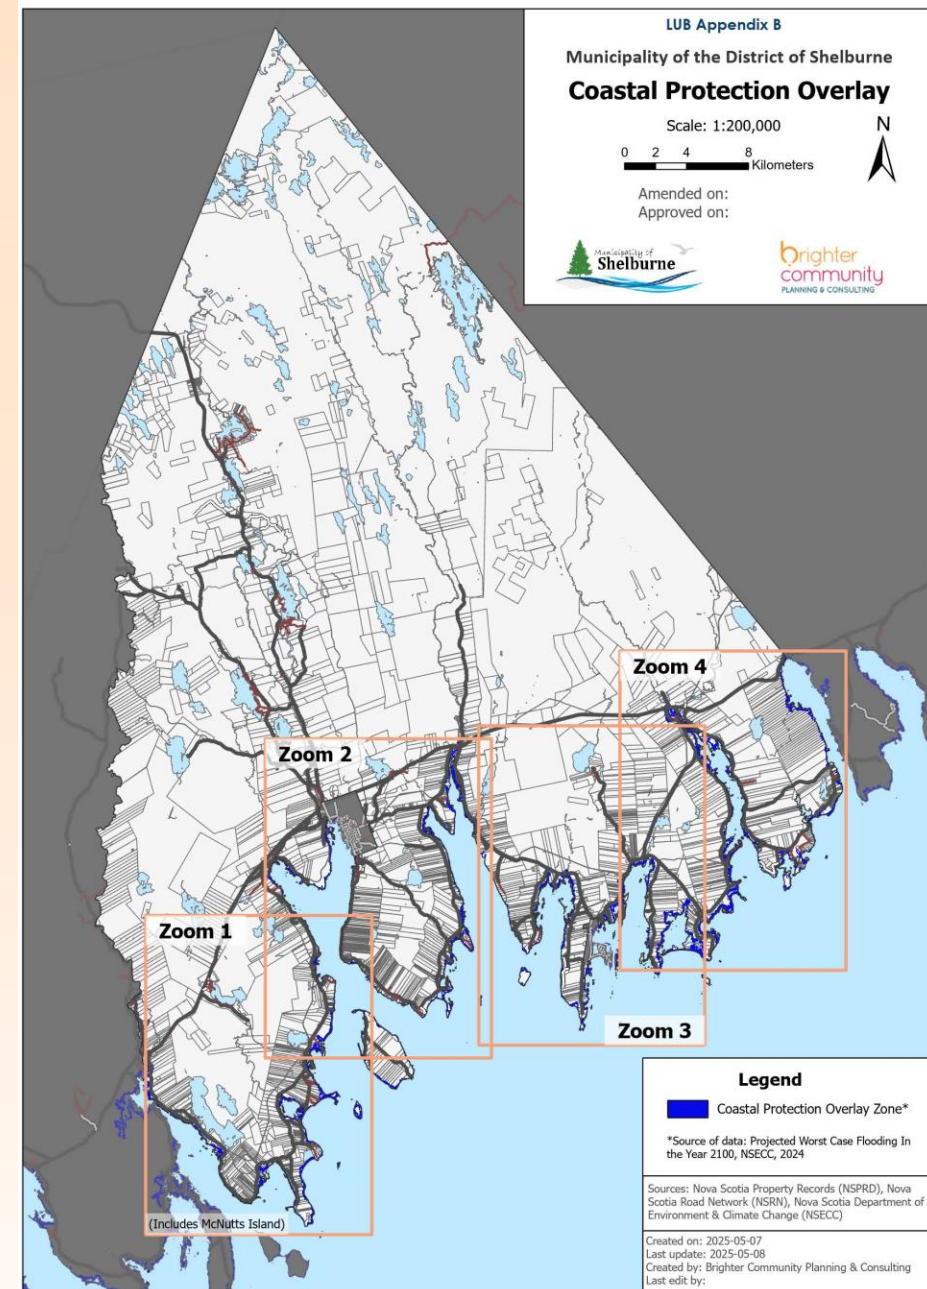 LUB Appendix B
Municipality of the District of Shelburne
Coastal Protection Overlay
Scale: 1:200,000
N
0 2 4 8
Kilometers
Amended on:
Approved on:
Municipality of
Shelburne
brighter
community
PLANNING & CONSULTING
Zoom 4
Zoom 2
Zoom 1
Zoom 3
(Includes McNutts Island)
Legend
Coastal Protection Overlay Zone*
*Source of data: Projected Worst Case Flooding In
the Year 2100, NSECC, 2024
Sources: Nova Scotia Property Records (NSPRD), Nova
Scotia Road Network (NSRN), Nova Scotia Department of
Environment & Climate Change (NSECC)
Created on: 2025-05-07
Last update: 2025-05-08
Created by: Brighter Community Planning & Consulting
Last edit by: